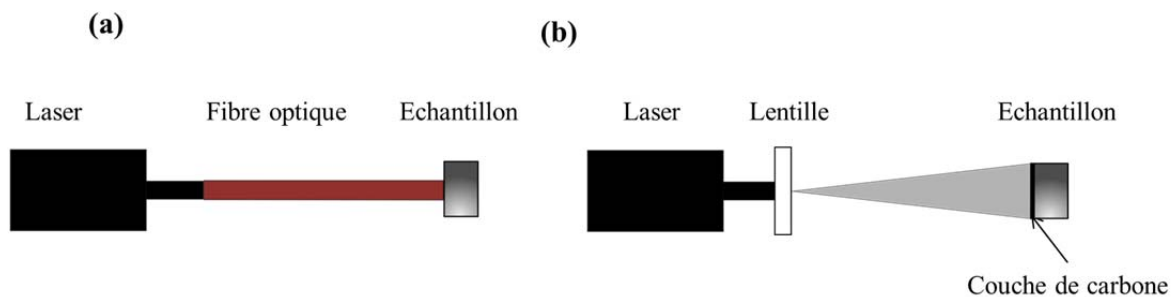 (a)
Laser Fibre optique Echantillon
(b)
Laser Lentille Echantillon
Couche de carbone